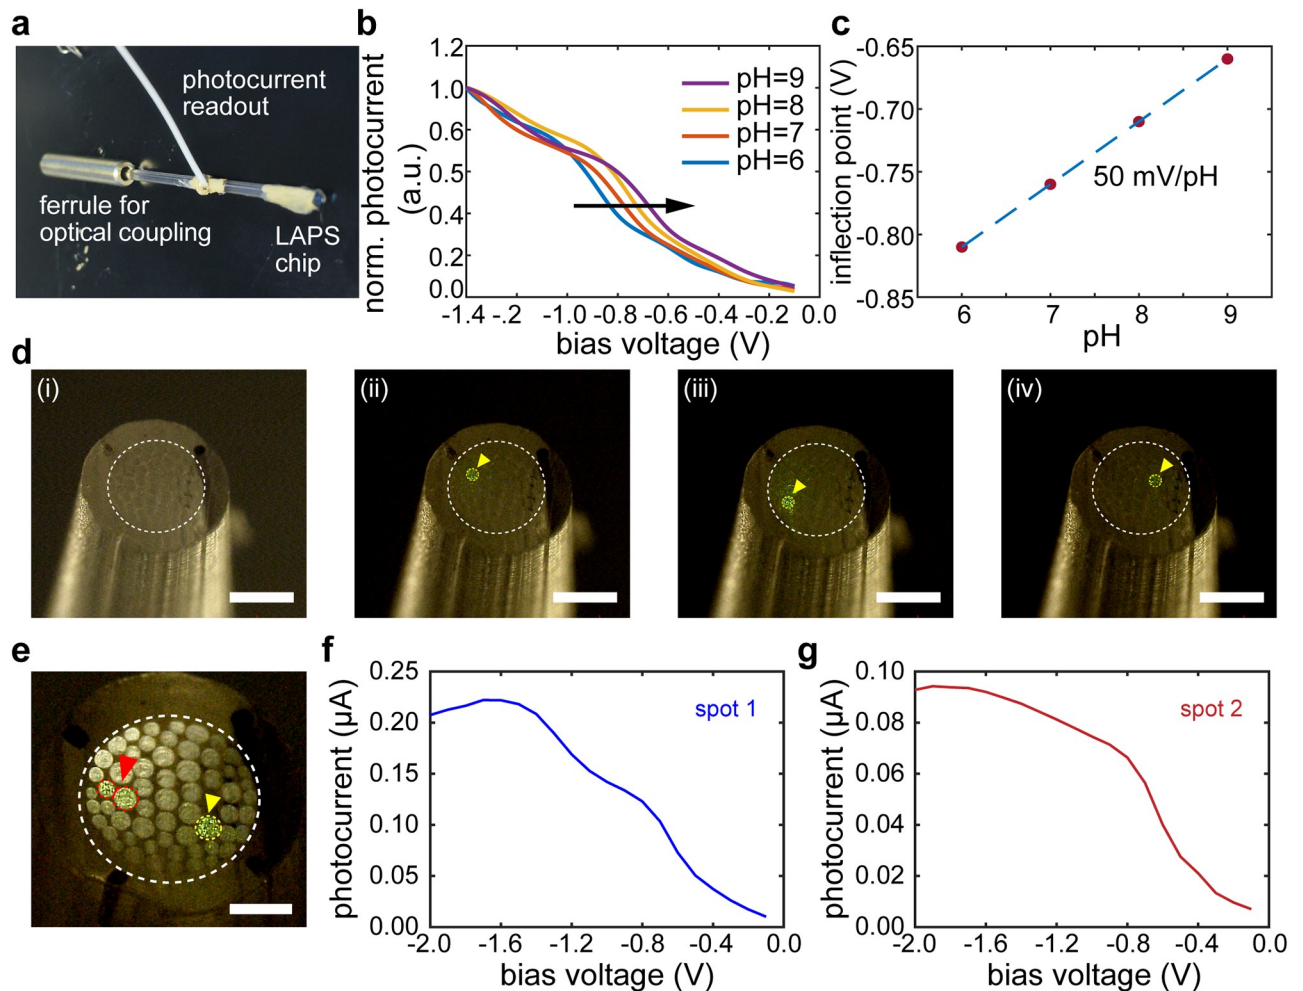 a
photocurrent
readout
ferrule for
optical coupling
LAPS
chip
b
norm. photocurrent
(a.u.)
1.2
1.0
0.6
0.5
0.4
0.2
0.0
pH=9
pH=8
pH=7
pH=6
-1.4 -.2 -1.0 -0.8 -0.6 -0.4 -0.2 0.0
bias voltage (V)
c
inflection point (V)
-0.65
-0.70
-0.75
-0.80
-0.85
50 mV/pH
6 7 8 9
pH
d
(i)
(ii)
(iii)
(iv)
e
f
photocurrent (µA)
0.25
0.20
0.15
0.10
0.05
0.00
spot 1
-2.0 -1.6 -1.2 -0.8 -0.4 0.0
bias voltage (V)
g
photocurrent (µA)
0.10
0.08
0.06
0.04
0.02
0.00
spot 2
-2.0 -1.6 -1.2 -0.8 -0.4 0.0
bias voltage (V)